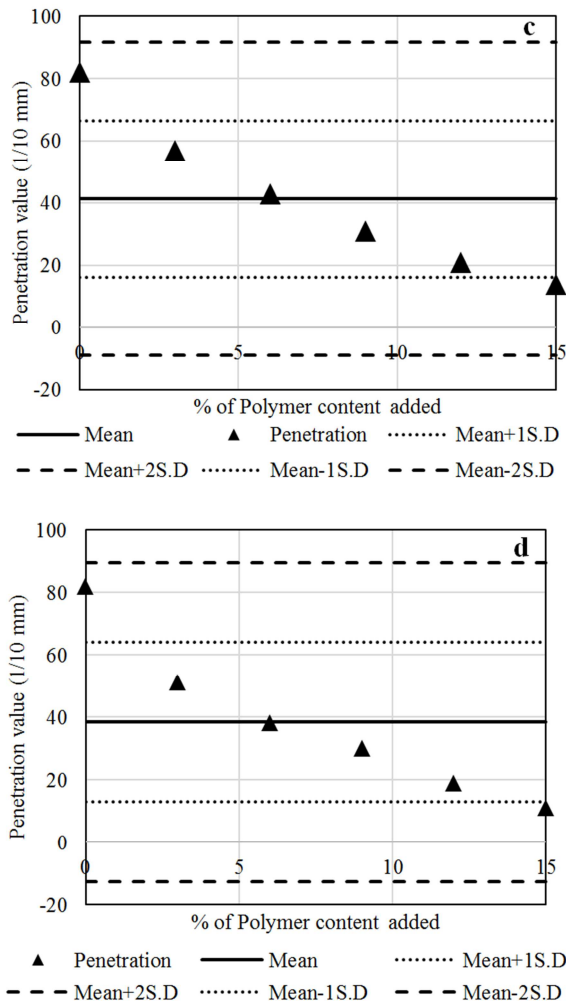 100
c
80
60
40
20
0
-20
0 5 10 15
Penetration value (1/10 mm)
% of Polymer content added
Mean Penetration Mean+1S.D
Mean+2S.D Mean-1S.D Mean-2S.D
100
d
80
60
40
20
0
-20
0 5 10 15
Penetration value (1/10 mm)
% of Polymer content added
Penetration Mean Mean+1S.D
Mean+2S.D Mean-1S.D Mean-2S.D